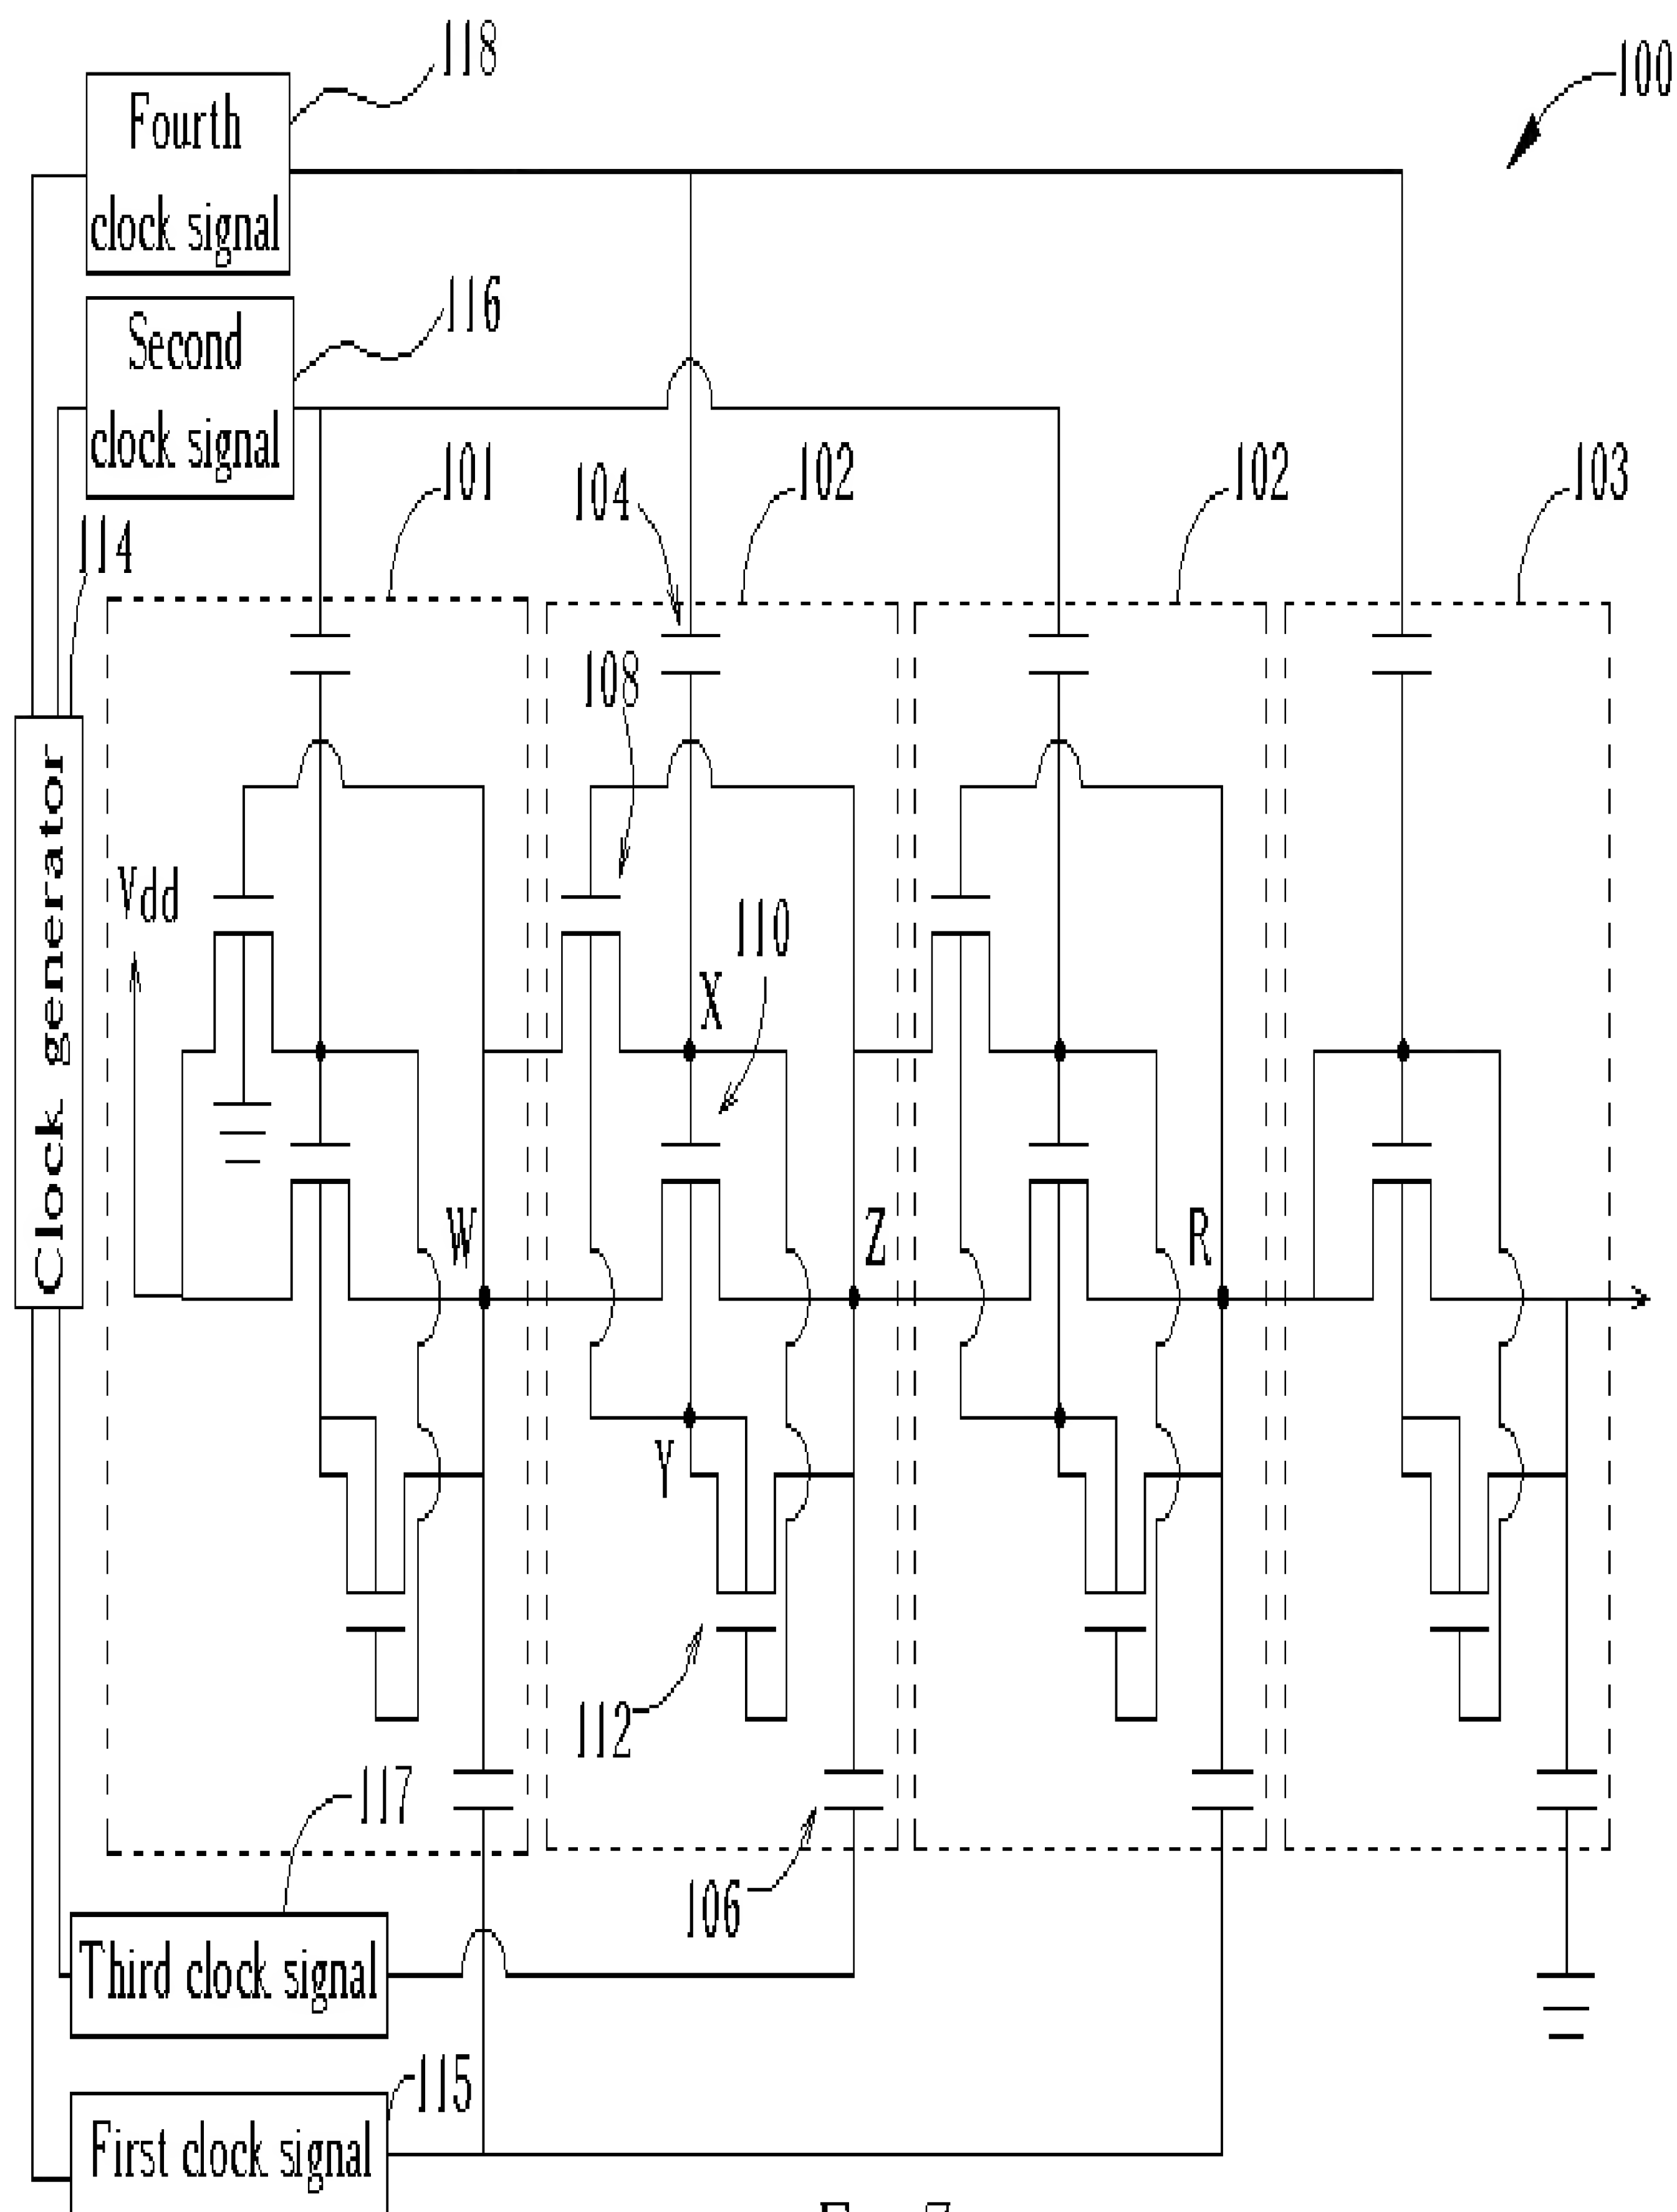 118
100
Fourth
clock signal
116
Second
clock signal
101
104
102
102
103
114
108
Clock generator
Vdd
110
X
W
Z
R
Y
112
117
106
Third clock signal
115
First clock signal